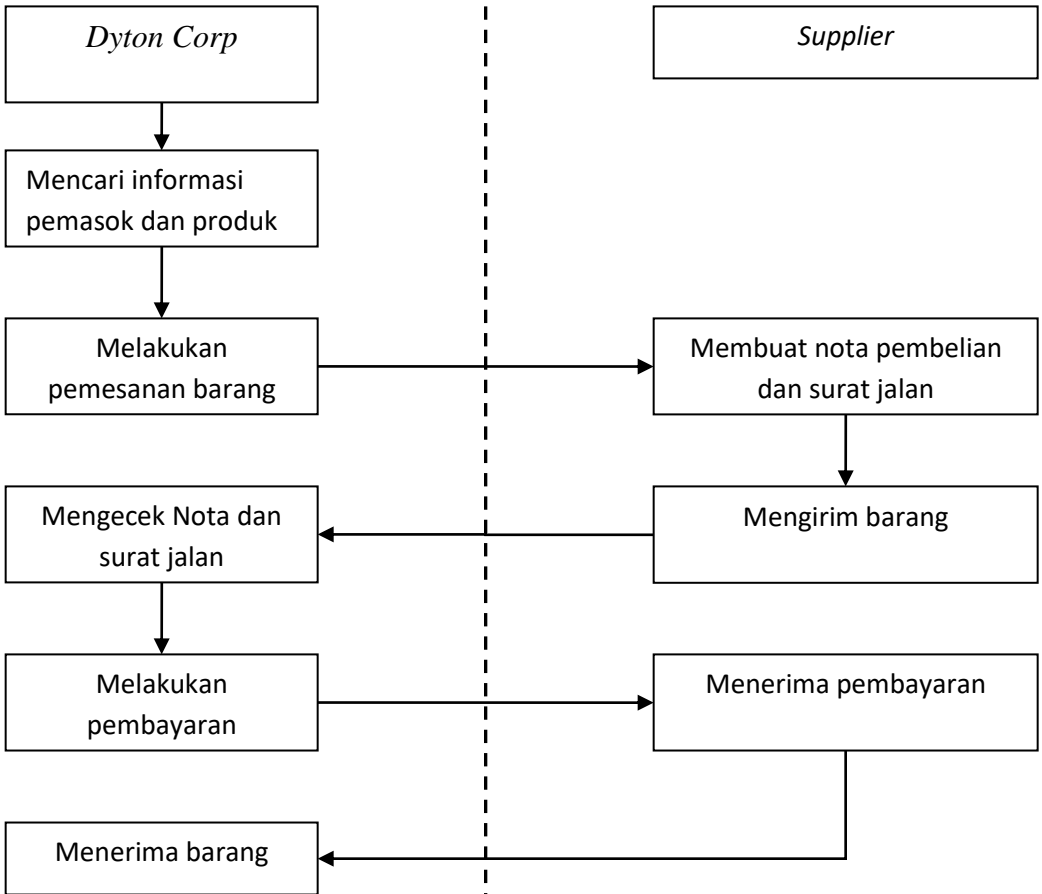 Dyton Corp
Supplier
Mencari informasi
pemasok dan produk
Melakukan
pemesanan barang
Membuat nota pembelian
dan surat jalan
Mengecek Nota dan
surat jalan
Mengirim barang
Melakukan
pembayaran
Menerima pembayaran
Menerima barang